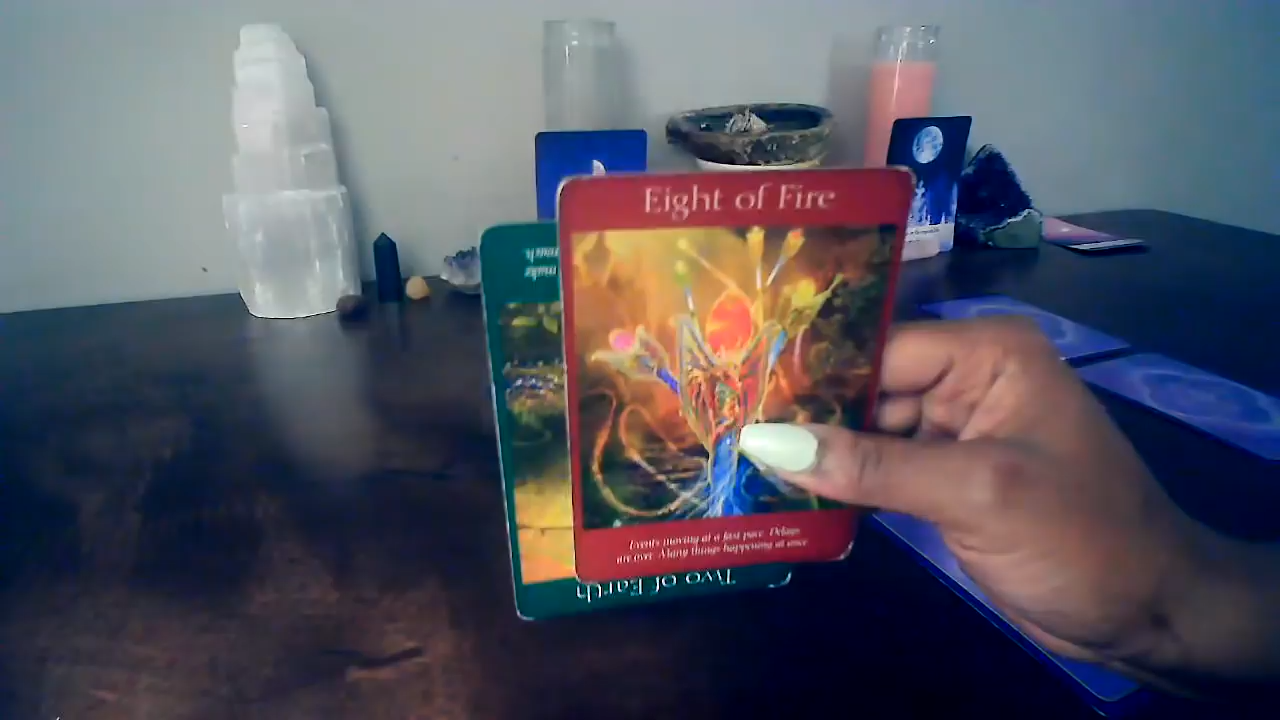 Eight of Fire
Events moving at a fast pace. Delays
are over. Many things happening at once.
Two of Earth
make